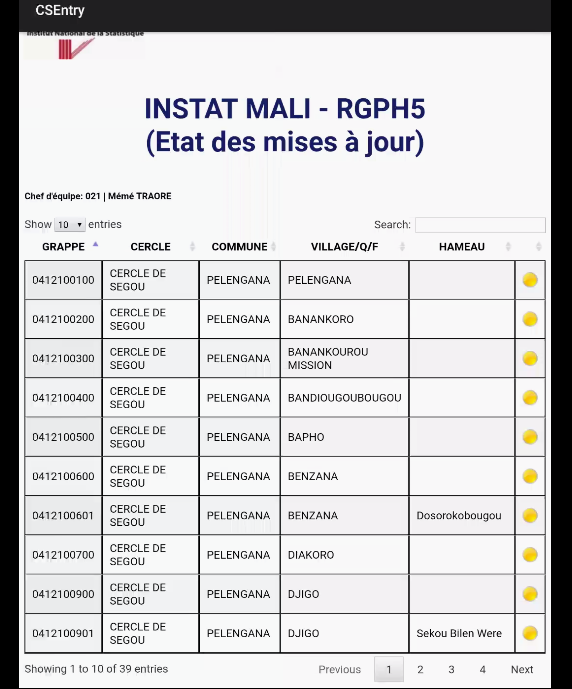 CSEntry
Institut National de la Statistique
INSTAT MALI - RGPH5
(Etat des mises à jour)
Chef d'équipe: 021 | Mémé TRAORE
Show 10 entries Search:
GRAPPE CERCLE COMMUNE VILLAGE/Q/F HAMEAU
0412100100 CERCLE DE SEGOU PELENGANA PELENGANA
0412100200 CERCLE DE SEGOU PELENGANA BANANKORO
0412100300 CERCLE DE SEGOU PELENGANA BANANKOUROU MISSION
0412100400 CERCLE DE SEGOU PELENGANA BANDIOUGOUBOUGOU
0412100500 CERCLE DE SEGOU PELENGANA BAPHO
0412100600 CERCLE DE SEGOU PELENGANA BENZANA
0412100601 CERCLE DE SEGOU PELENGANA BENZANA Dosorokobougou
0412100700 CERCLE DE SEGOU PELENGANA DIAKORO
0412100900 CERCLE DE SEGOU PELENGANA DJIGO
0412100901 CERCLE DE SEGOU PELENGANA DJIGO Sekou Bilen Were
Showing 1 to 10 of 39 entries Previous 1 2 3 4 Next